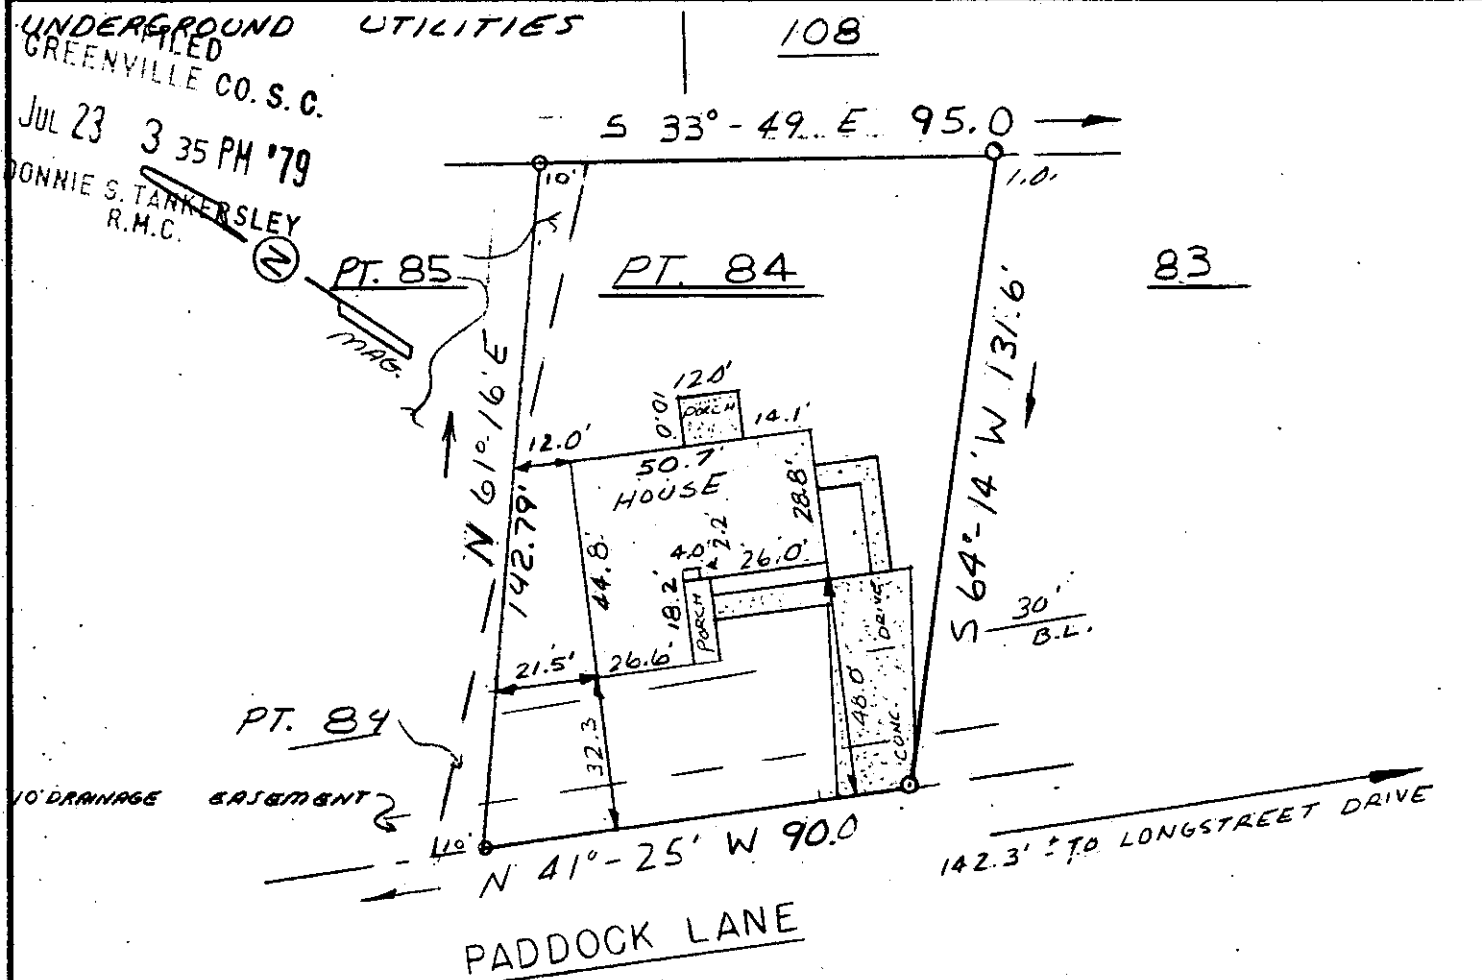 UNDERGROUND UTILITIES
FILED
GREENVILLE CO. S. C.
JUL 23 3 35 PM '79
DONNIE S. TANKERSLEY
R.M.C.
N
MAG.
108
S 33°-49 E 95.0
10'
1.0'
PT. 85
PT. 84
83
N 61°-16' E
142.79'
S 64°-14' W 131.6'
12.0'
10.0
PORCH
14.1'
12.0'
50.7'
HOUSE
28.8'
44.8'
4.0'
2.2'
26.0'
18.2'
PORCH
DRIVE
CONC.
48.0'
30'
B.L.
21.5'
26.6'
32.3
PT. 84
10' DRAINAGE EASEMENT
10'
N 41°-25' W 90.0
142.3' ± TO LONGSTREET DRIVE
PADDOCK LANE